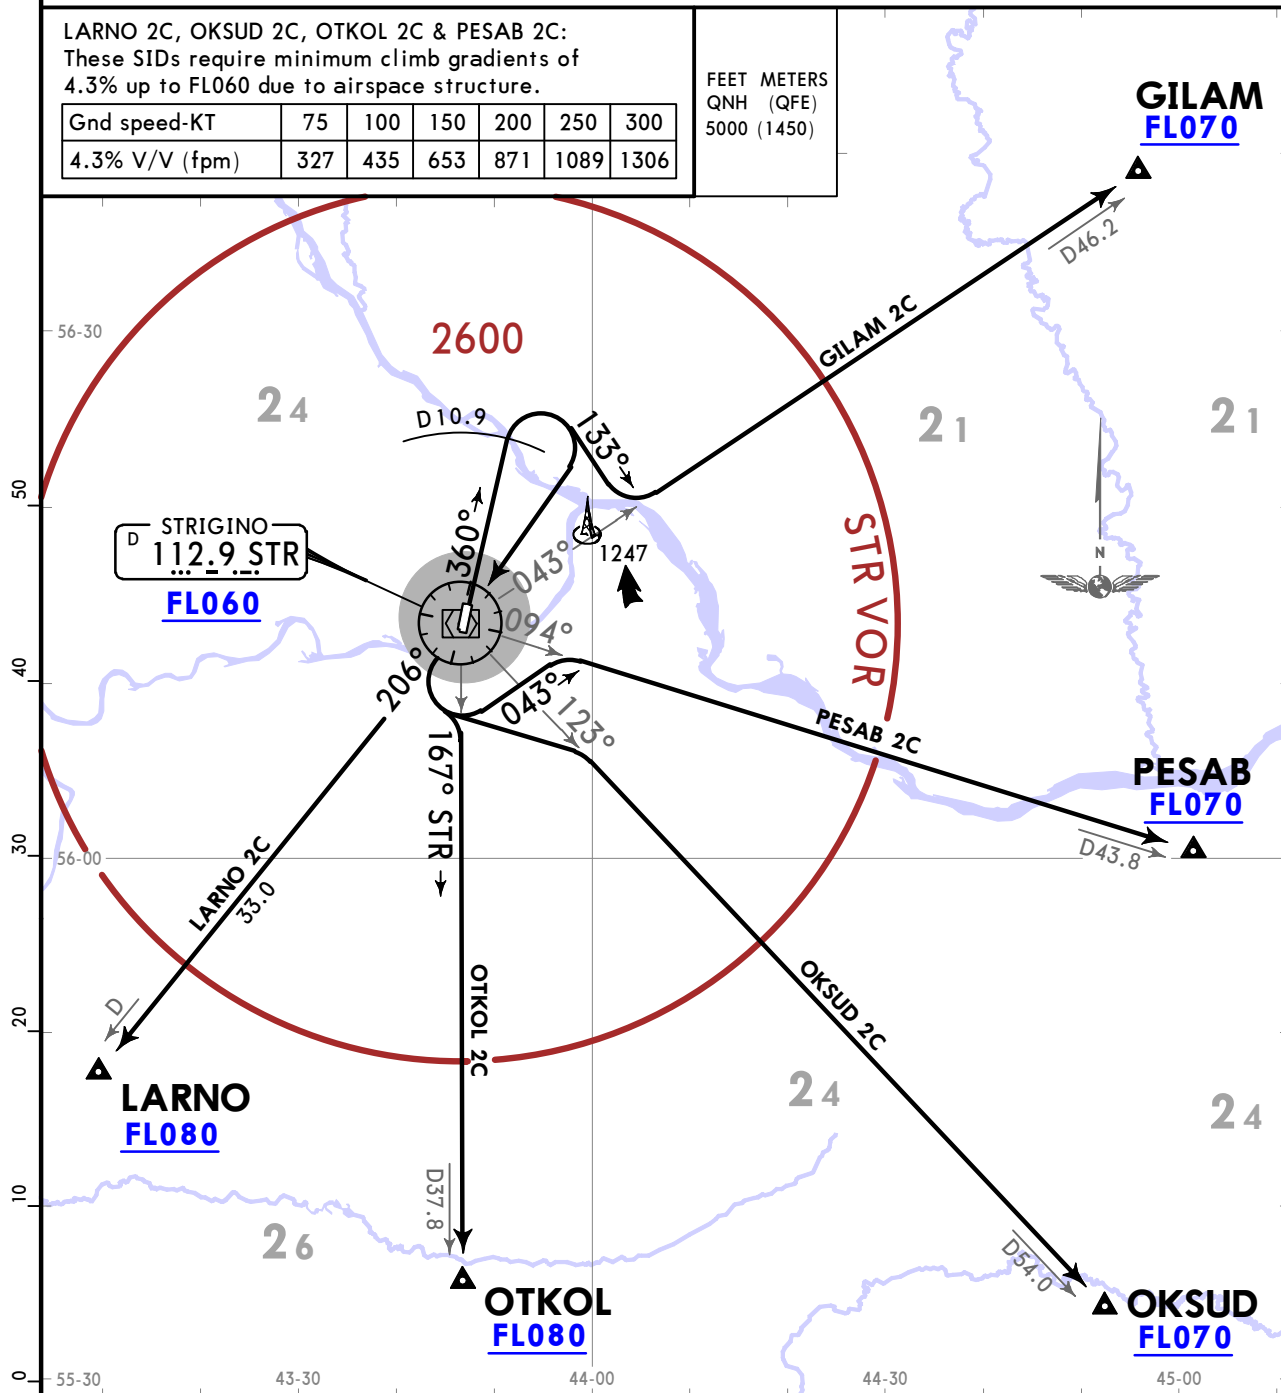 LARNO 2C, OKSUD 2C, OTKOL 2C & PESAB 2C:
These SIDs require minimum climb gradients of
4.3% up to FL060 due to airspace structure.
Gnd speed-KT 75 100 150 200 250 300
4.3% V/V (fpm) 327 435 653 871 1089 1306
FEET METERS
QNH (QFE)
5000 (1450)
GILAM
FL070
D46.2
GILAM 2C
56-30
2600
24
21
21
D10.9
133°
50
STRIGINO
D 112.9 STR
FL060
360°
043°
1247
STR VOR
N
094°
40
206°
043°
123°
PESAB 2C
167° STR
PESAB
FL070
D43.8
30
56-00
LARNO 2C
33.0
OTKOL 2C
OKSUD 2C
20
D
LARNO
FL080
24
24
10
D37.8
26
D54.0
OTKOL
FL080
OKSUD
FL070
0
55-30
43-30
44-00
44-30
45-00